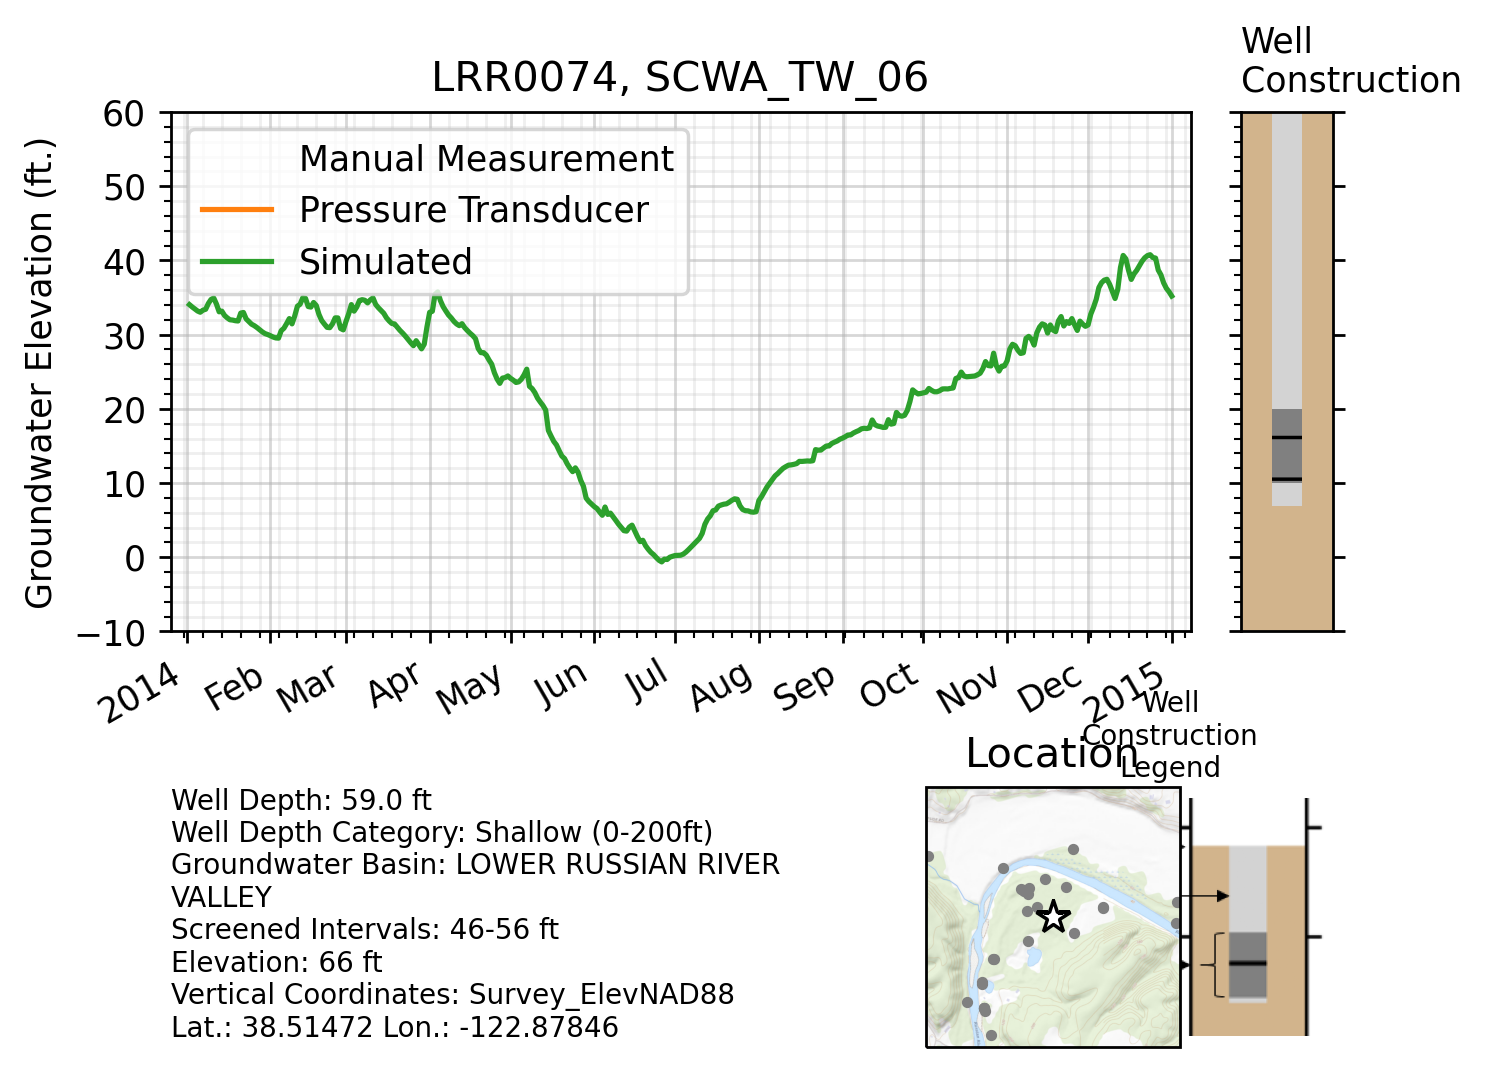 Well
Construction
LRR0074, SCWA_TW_06
Groundwater Elevation (ft.)
60
50
40
30
20
10
0
−10
Manual Measurement
Pressure Transducer
Simulated
2014 Feb Mar Apr May Jun Jul Aug Sep Oct Nov Dec 2015
Well
Construction
Legend
Location
Well Depth: 59.0 ft
Well Depth Category: Shallow (0-200ft)
Groundwater Basin: LOWER RUSSIAN RIVER
VALLEY
Screened Intervals: 46-56 ft
Elevation: 66 ft
Vertical Coordinates: Survey_ElevNAD88
Lat.: 38.51472 Lon.: -122.87846